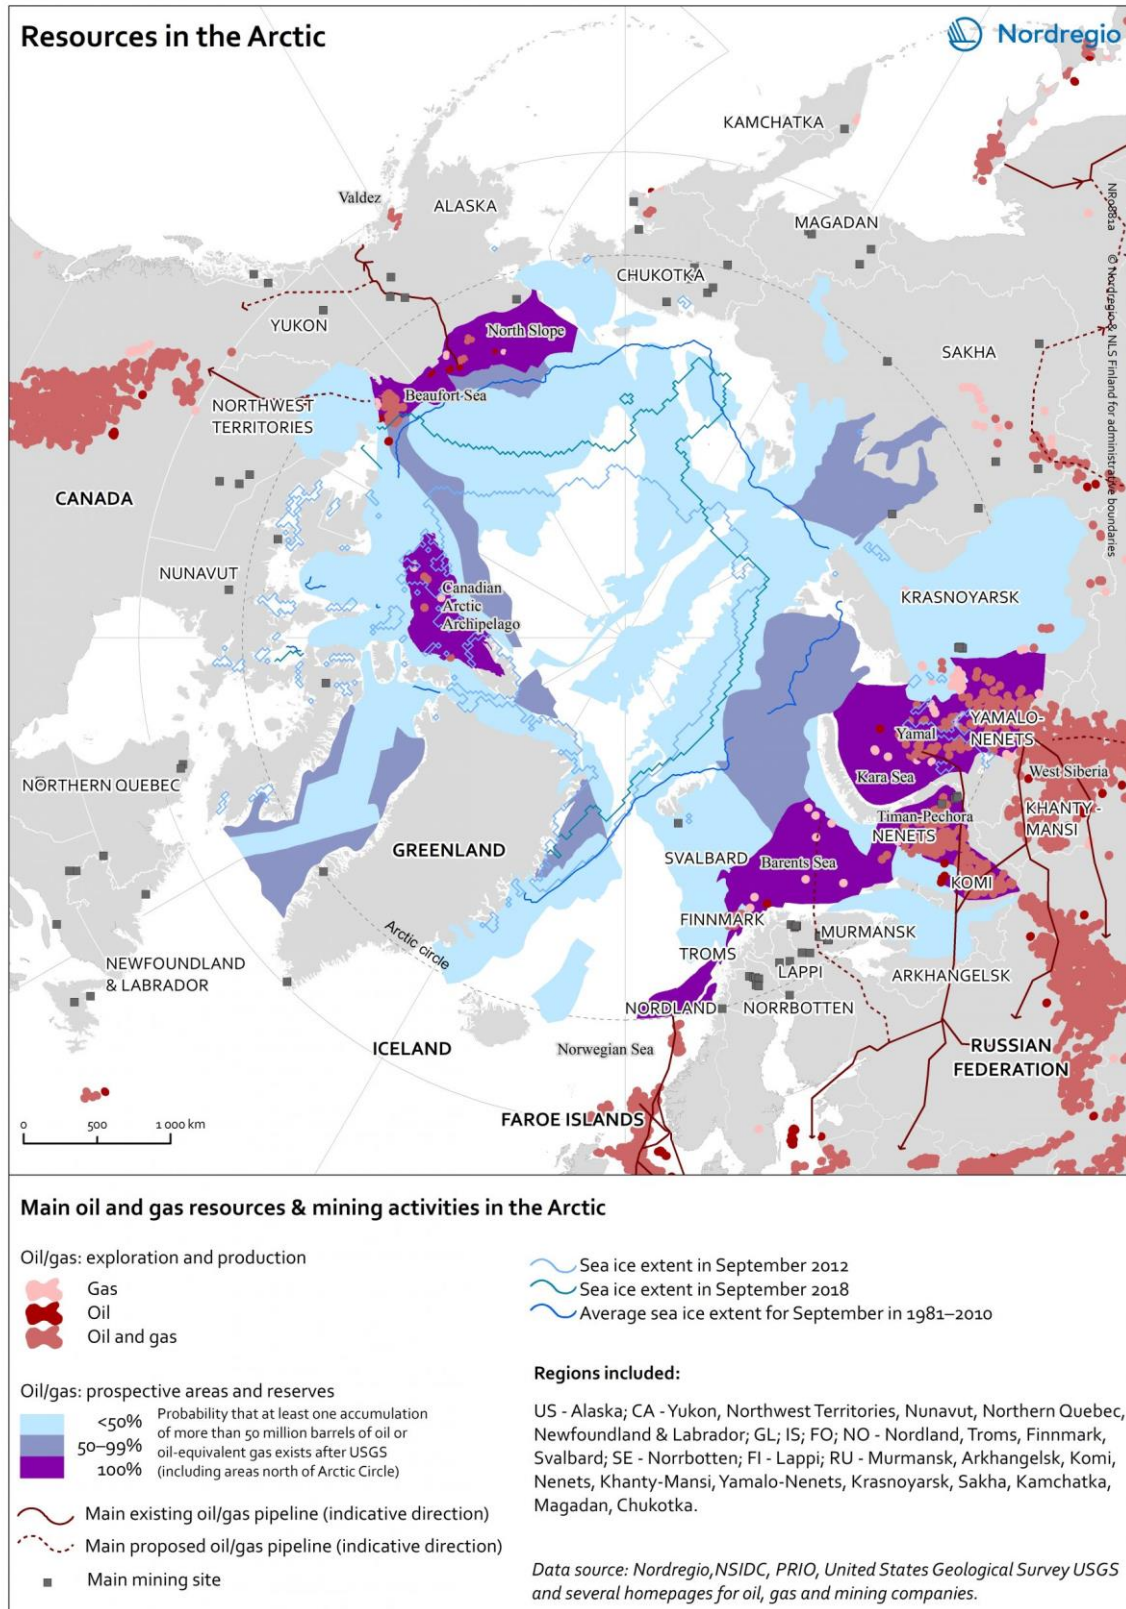 Resources in the Arctic
Nordregio
KAMCHATKA
Valdez
ALASKA
MAGADAN
CHUKOTKA
YUKON
North Slope
SAKHA
Beaufort Sea
NORTHWEST
TERRITORIES
CANADA
NUNAVUT
Canadian
Arctic
Archipelago
KRASNOYARSK
YAMALO-
NENETS
Yamal
West Siberia
Kara Sea
NORTHERN QUEBEC
KHANTY -
MANSI
Timan-Pechora
NENETS
GREENLAND
SVALBARD
Barents Sea
KOMI
FINNMARK
MURMANSK
Arctic circle
TROMS
LAPPI
ARKHANGELSK
NEWFOUNDLAND
& LABRADOR
NORDLAND
NORRBOTTEN
ICELAND
Norwegian Sea
RUSSIAN
FEDERATION
FAROE ISLANDS
0 500 1 000 km
NR0881a © Nordregio & NLS Finland for administrative boundaries
Main oil and gas resources & mining activities in the Arctic
Oil/gas: exploration and production
Gas
Oil
Oil and gas
Oil/gas: prospective areas and reserves
<50%
50–99%
100%
Probability that at least one accumulation
of more than 50 million barrels of oil or
oil-equivalent gas exists after USGS
(including areas north of Arctic Circle)
Main existing oil/gas pipeline (indicative direction)
Main proposed oil/gas pipeline (indicative direction)
Main mining site
Sea ice extent in September 2012
Sea ice extent in September 2018
Average sea ice extent for September in 1981–2010
Regions included:
US - Alaska; CA - Yukon, Northwest Territories, Nunavut, Northern Quebec,
Newfoundland & Labrador; GL; IS; FO; NO - Nordland, Troms, Finnmark,
Svalbard; SE - Norrbotten; FI - Lappi; RU - Murmansk, Arkhangelsk, Komi,
Nenets, Khanty-Mansi, Yamalo-Nenets, Krasnoyarsk, Sakha, Kamchatka,
Magadan, Chukotka.
Data source: Nordregio,NSIDC, PRIO, United States Geological Survey USGS
and several homepages for oil, gas and mining companies.